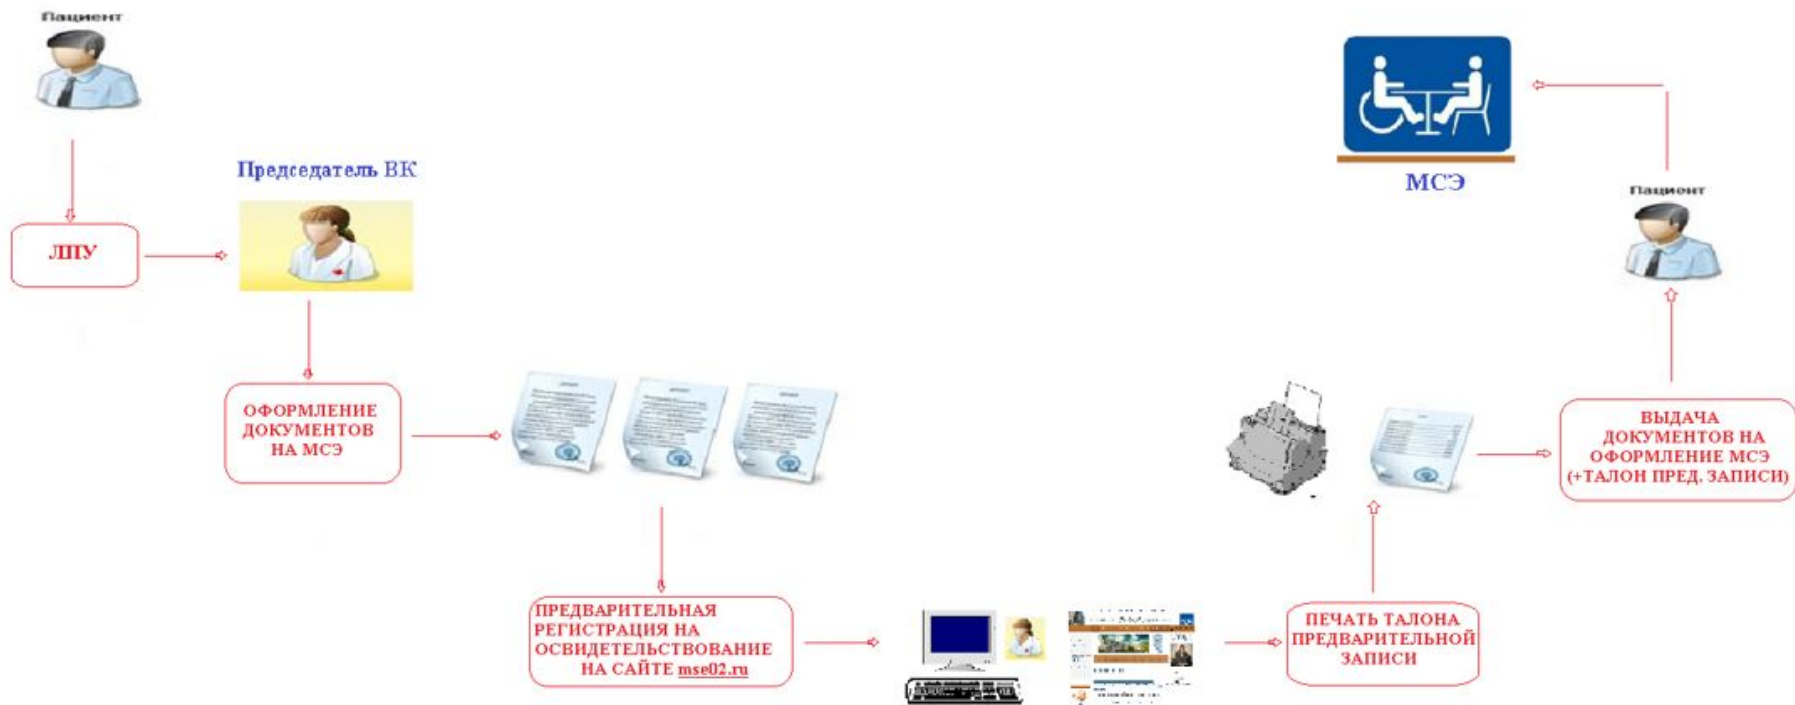 Пациент
Председатель ВК
ЛПУ
ОФОРМЛЕНИЕ
ДОКУМЕНТОВ
НА МСЭ
ПРЕДВАРИТЕЛЬНАЯ
РЕГИСТРАЦИЯ НА
ОСВИДЕТЕЛЬСТВОВАНИЕ
НА САЙТЕ mse02.ru
ПЕЧАТЬ ТАЛОНА
ПРЕДВАРИТЕЛЬНОЙ
ЗАПИСИ
ВЫДАЧА
ДОКУМЕНТОВ НА
ОФОРМЛЕНИЕ МСЭ
(+ТАЛОН ПРЕД. ЗАПИСИ)
Пациент
МСЭ